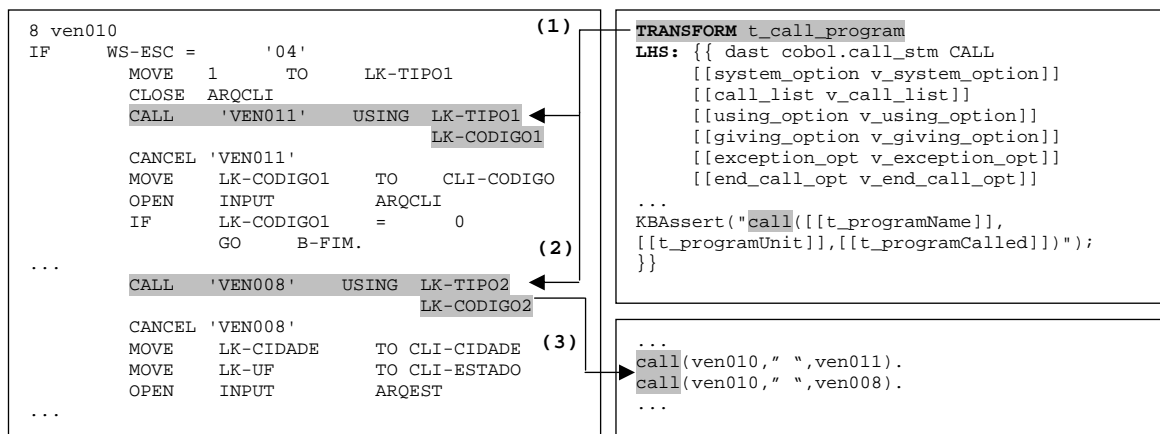 8 ven010
IF WS-ESC = '04'
MOVE 1 TO LK-TIPO1
CLOSE ARQCLI
CALL 'VEN011' USING LK-TIPO1
LK-CODIGO1
CANCEL 'VEN011'
MOVE LK-CODIGO1 TO CLI-CODIGO
OPEN INPUT ARQCLI
IF LK-CODIGO1 = 0
GO B-FIM.
...
CALL 'VEN008' USING LK-TIPO2
LK-CODIGO2
CANCEL 'VEN008'
MOVE LK-CIDADE TO CLI-CIDADE
MOVE LK-UF TO CLI-ESTADO
OPEN INPUT ARQEST
...
(1)
(2)
(3)
TRANSFORM t_call_program
LHS: {{ dast cobol.call_stm CALL
[[system_option v_system_option]]
[[call_list v_call_list]]
[[using_option v_using_option]]
[[giving_option v_giving_option]]
[[exception_opt v_exception_opt]]
[[end_call_opt v_end_call_opt]]
...
KBAssert("call([[t_programName]],
[[t_programUnit]],[[t_programCalled]])");
}}
...
call(ven010,” “,ven011).
call(ven010,” “,ven008).
...